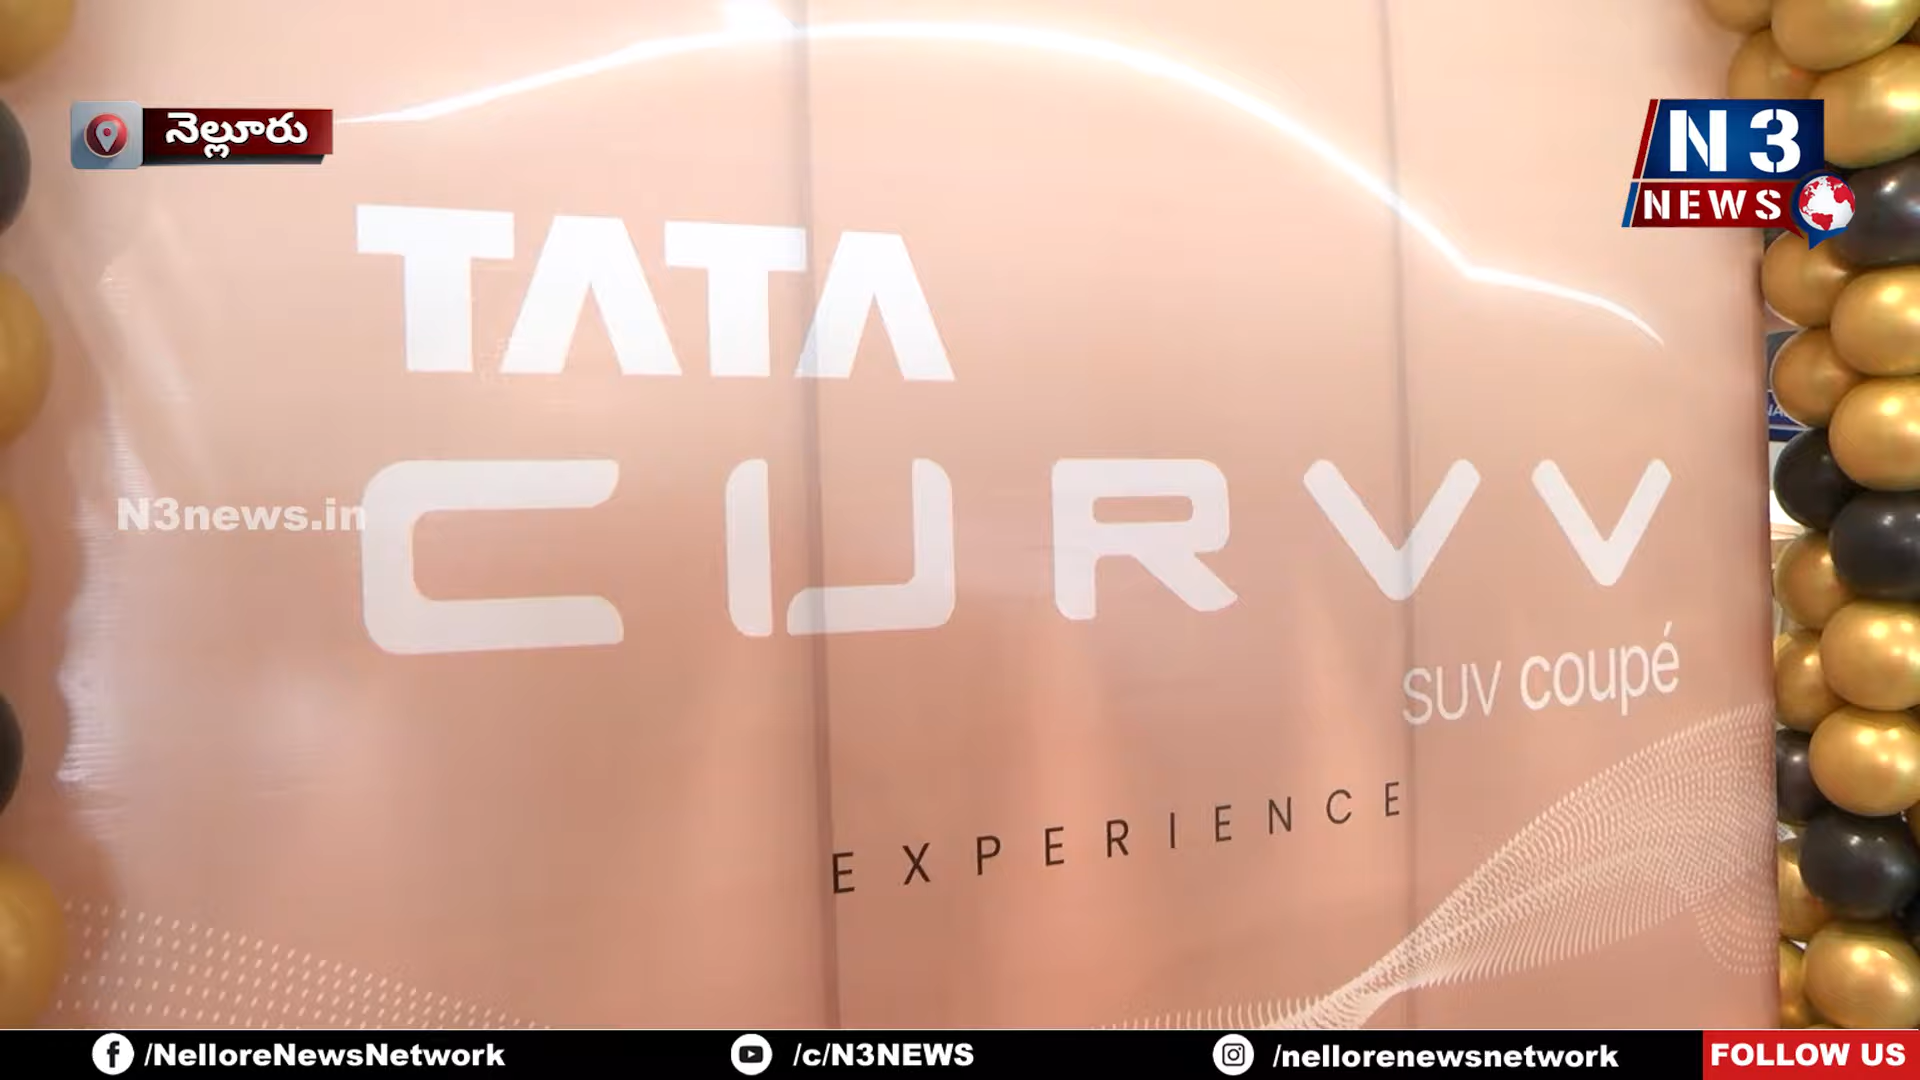 నెల్లూరు
N3
NEWS
TATA
CURVV
N3news.in
SUV coupé
EXPERIENCE
/NelloreNewsNetwork
/c/N3NEWS
/nellorenewsnetwork
FOLLOW US